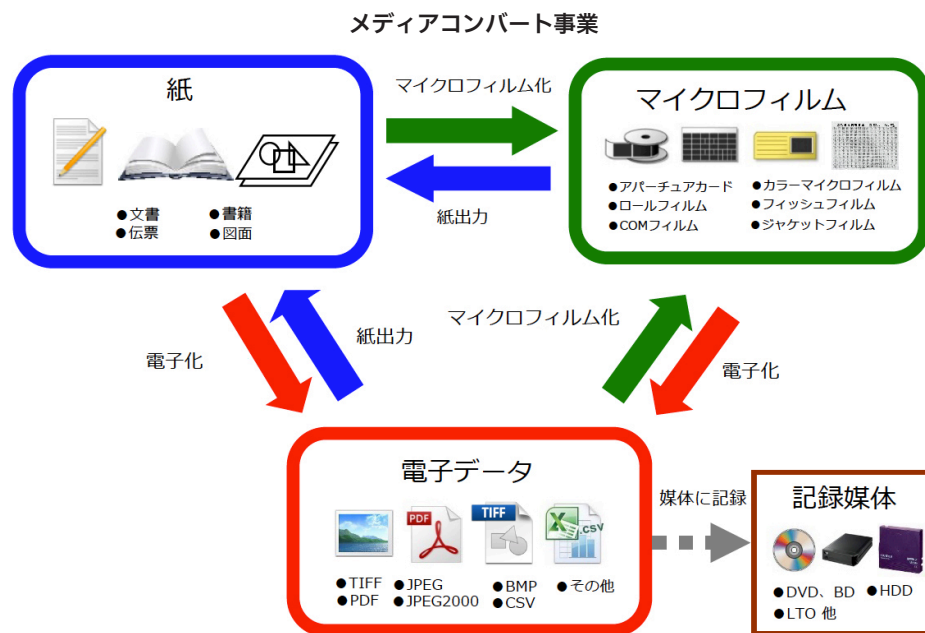 メディアコンバート事業
紙
●文書 ●書籍
●伝票 ●図面
マイクロフィルム化
紙出力
マイクロフィルム
●アパーチュアカード ●カラーマイクロフィルム
●ロールフィルム ●フィッシュフィルム
●COMフィルム ●ジャケットフィルム
電子化
紙出力
マイクロフィルム化
電子化
電子データ
PDF
TIFF
.csv
●TIFF ●JPEG ●BMP ●その他
●PDF ●JPEG2000 ●CSV
媒体に記録
記録媒体
●DVD、BD ●HDD
●LTO 他